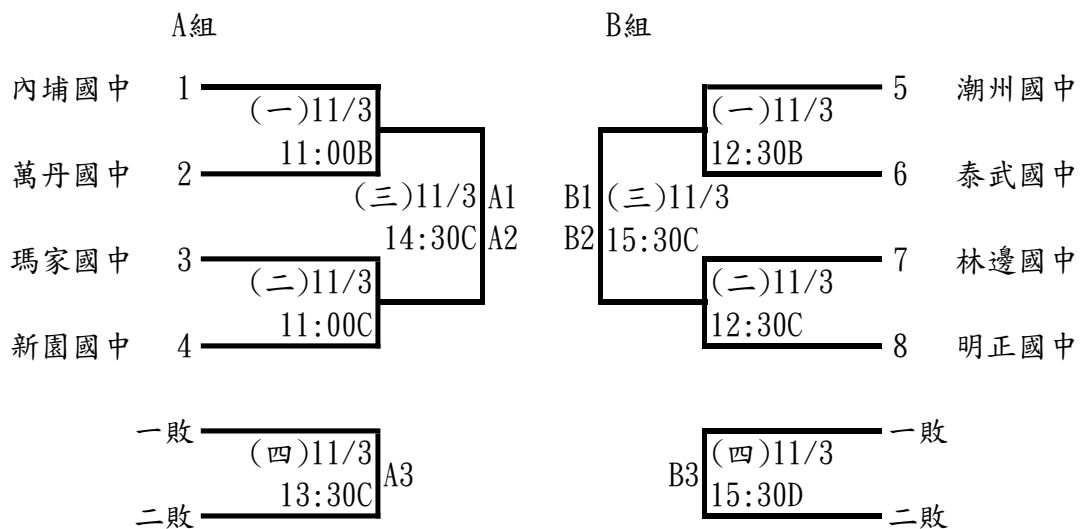 A組 B組
內埔國中 1 5 潮州國中
(一)11/3 (一)11/3
11:00B 12:30B
萬丹國中 2 6 泰武國中
(三)11/3 A1 B1 (三)11/3
14:30C A2 B2 15:30C
瑪家國中 3 7 林邊國中
(二)11/3 (二)11/3
11:00C 12:30C
新園國中 4 8 明正國中
一敗 一敗
(四)11/3 (四)11/3
A3 B3
13:30C 15:30D
二敗 二敗